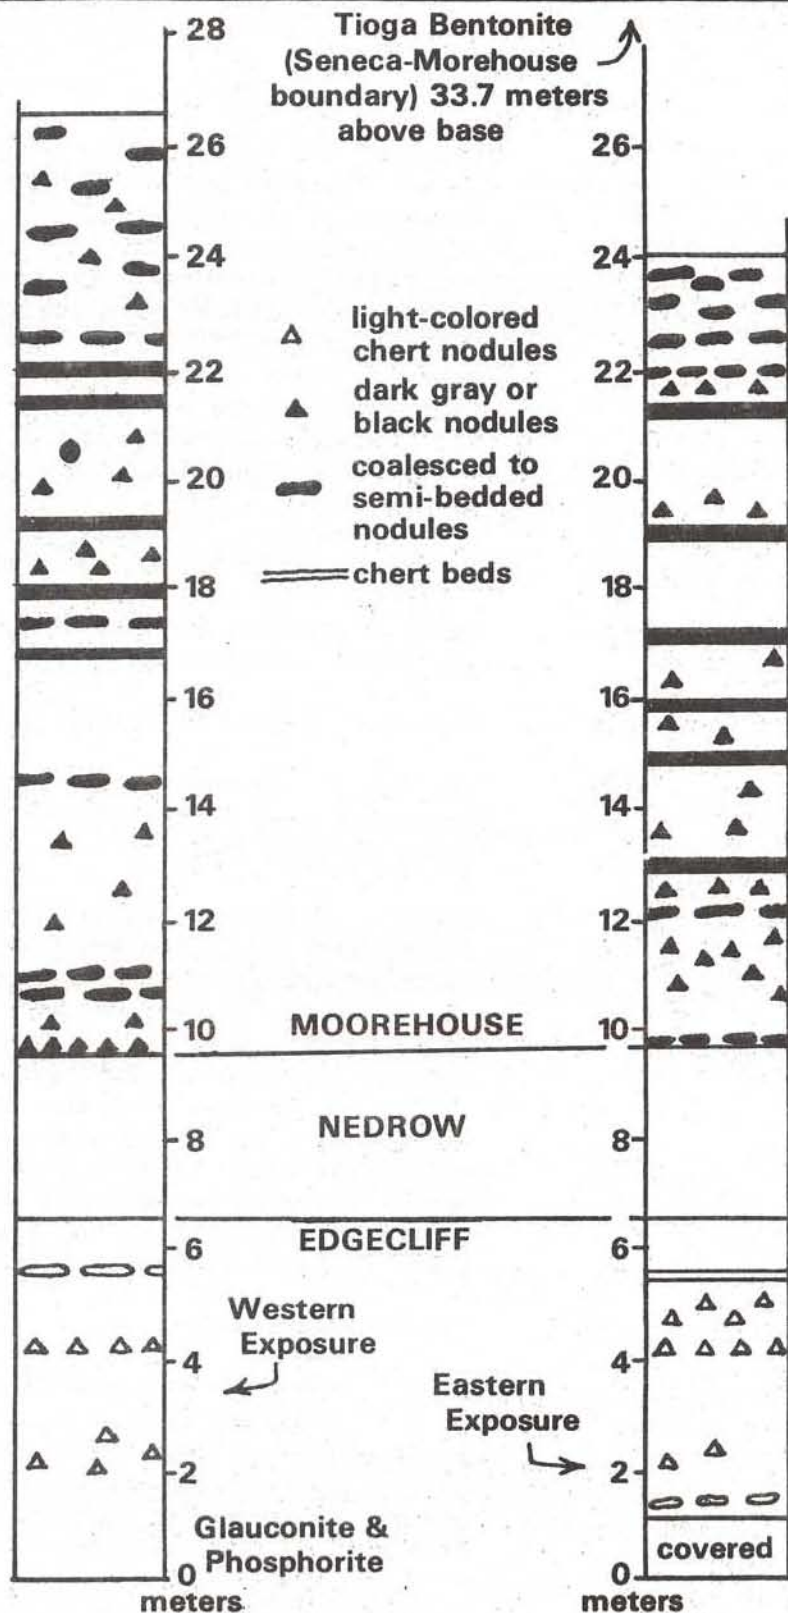 Tioga Bentonite
(Seneca-Morehouse
boundary) 33.7 meters
above base
28
26
24
22
20
18
16
14
12
10
8
6
4
2
0
meters
light-colored
chert nodules
dark gray or
black nodules
coalesced to
semi-bedded
nodules
chert beds
MOOREHOUSE
NEDROW
EDGECLIFF
Western
Exposure
Eastern
Exposure
Glauconite &
Phosphorite
26
24
22
20
18
16
14
12
10
8
6
4
2
0
covered
meters